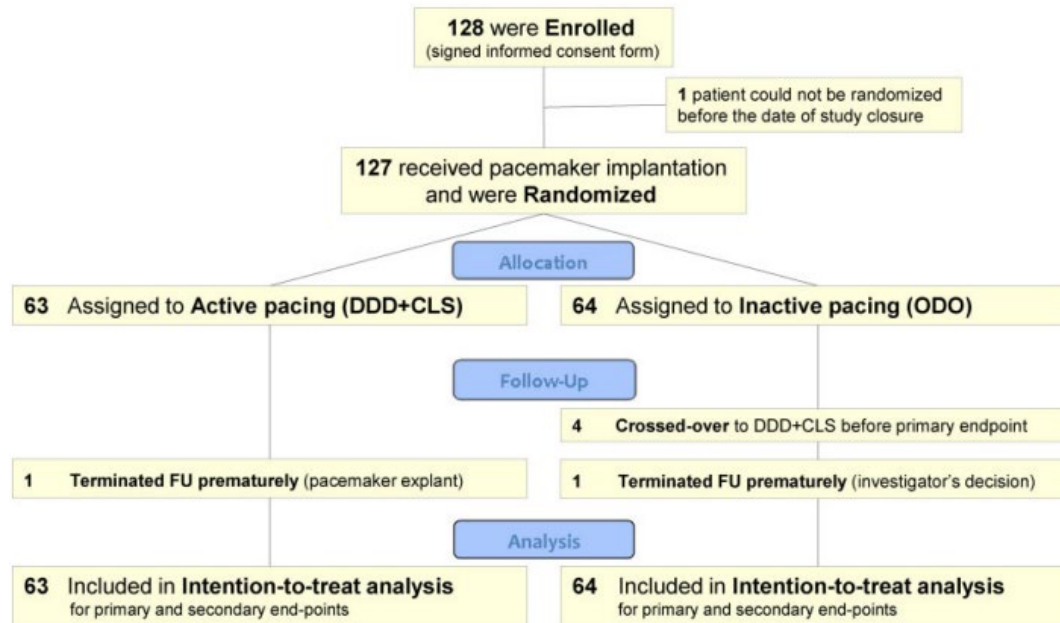 128 were Enrolled
(signed informed consent form)
1 patient could not be randomized
before the date of study closure
127 received pacemaker implantation
and were Randomized
Allocation
63 Assigned to Active pacing (DDD+CLS)
64 Assigned to Inactive pacing (ODO)
Follow-Up
4 Crossed-over to DDD+CLS before primary endpoint
1 Terminated FU prematurely (pacemaker explant)
1 Terminated FU prematurely (investigator's decision)
Analysis
63 Included in Intention-to-treat analysis
for primary and secondary end-points
64 Included in Intention-to-treat analysis
for primary and secondary end-points